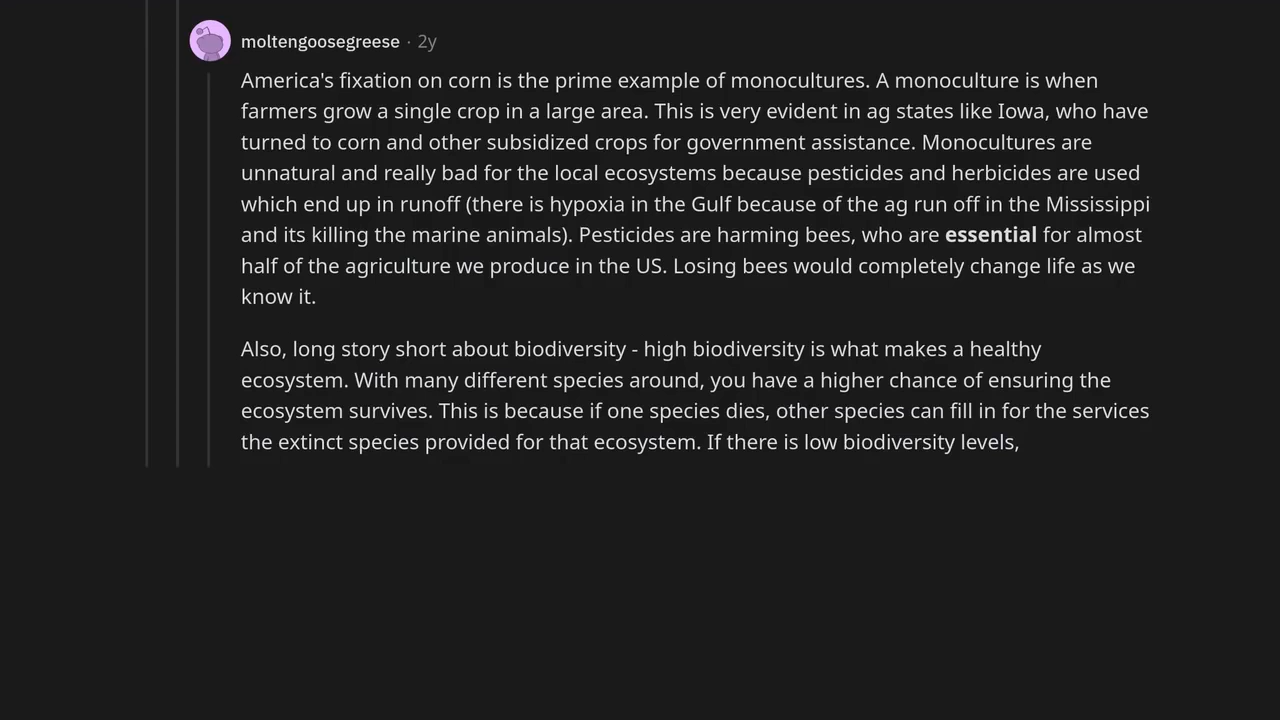 moltengoosegreese · 2y
America's fixation on corn is the prime example of monocultures. A monoculture is when
farmers grow a single crop in a large area. This is very evident in ag states like Iowa, who have
turned to corn and other subsidized crops for government assistance. Monocultures are
unnatural and really bad for the local ecosystems because pesticides and herbicides are used
which end up in runoff (there is hypoxia in the Gulf because of the ag run off in the Mississippi
and its killing the marine animals). Pesticides are harming bees, who are essential for almost
half of the agriculture we produce in the US. Losing bees would completely change life as we
know it.
Also, long story short about biodiversity - high biodiversity is what makes a healthy
ecosystem. With many different species around, you have a higher chance of ensuring the
ecosystem survives. This is because if one species dies, other species can fill in for the services
the extinct species provided for that ecosystem. If there is low biodiversity levels,